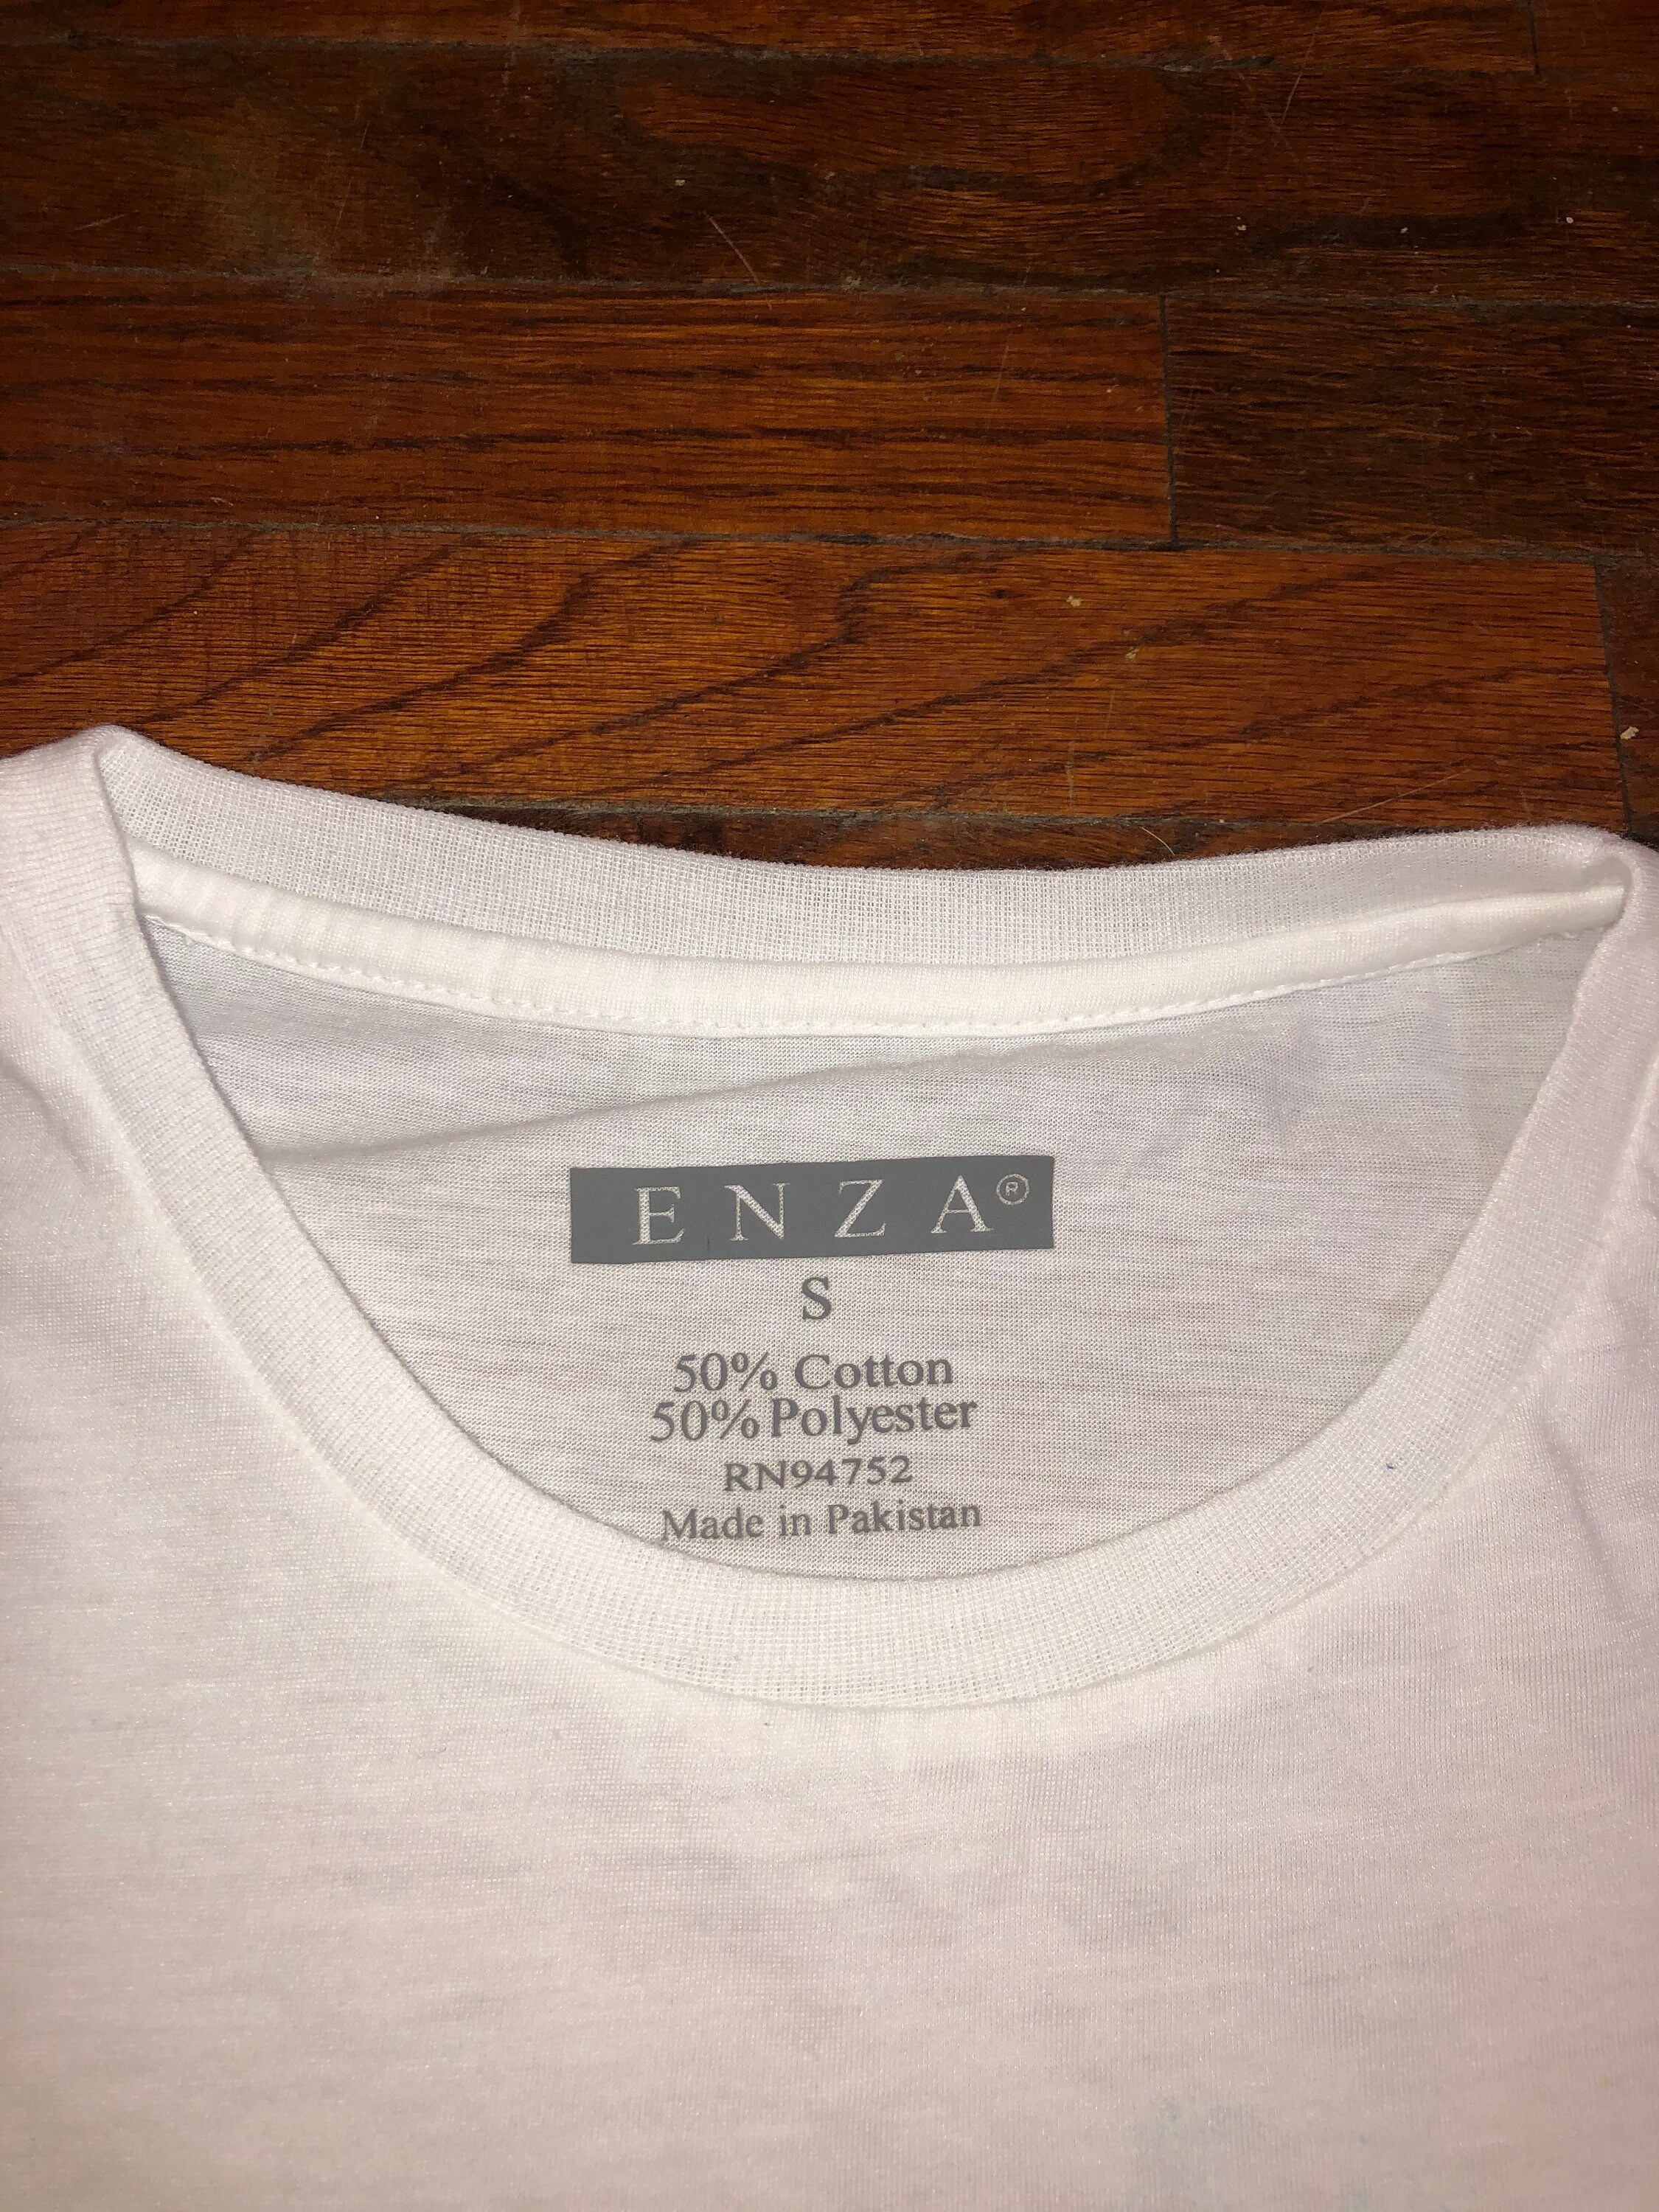 ENZA®
S
50% Cotton
50% Polyester
RN94752
Made in Pakistan